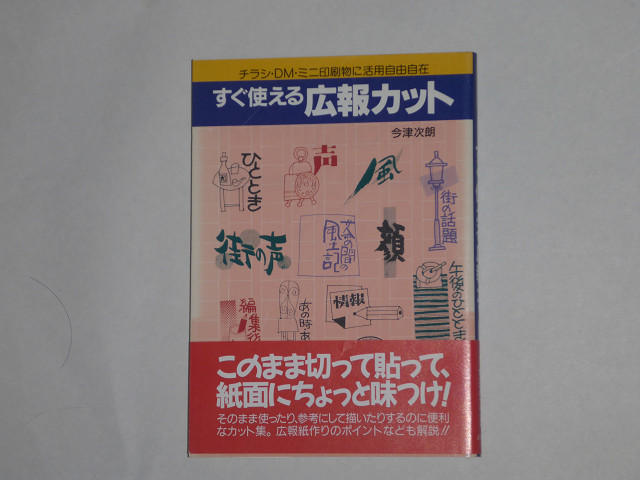 チラシ・DM・ミニ印刷物に活用自由自在
すぐ使える広報カット
今津次朗
ひととき
声
風
街の話題
街の声
風土記
顔
午後のひととき
編集後
あの時・あ
情報
このまま切って貼って、
紙面にちょっと味つけ!
そのまま使ったり、参考にして描いたりするのに便利
なカット集。広報紙作りのポイントなども解説!!